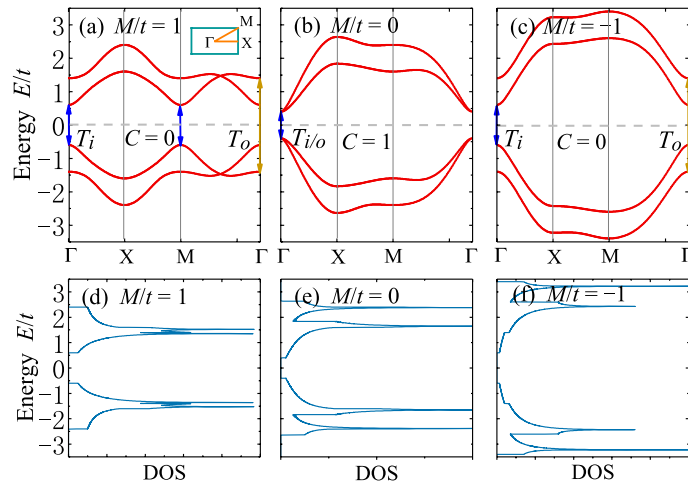 (a) M/t = 1
(b) M/t = 0
(c) M/t = −1
Energy E/t
3
2
1
0
−1
−2
−3
M
Γ
X
T_i
C = 0
T_o
T_i/o
C = 1
T_i
C = 0
T_o
Γ X M Γ
Γ X M Γ
Γ X M Γ
(d) M/t = 1
(e) M/t = 0
(f) M/t = −1
Energy E/t
3
2
1
0
−1
−2
−3
DOS
DOS
DOS